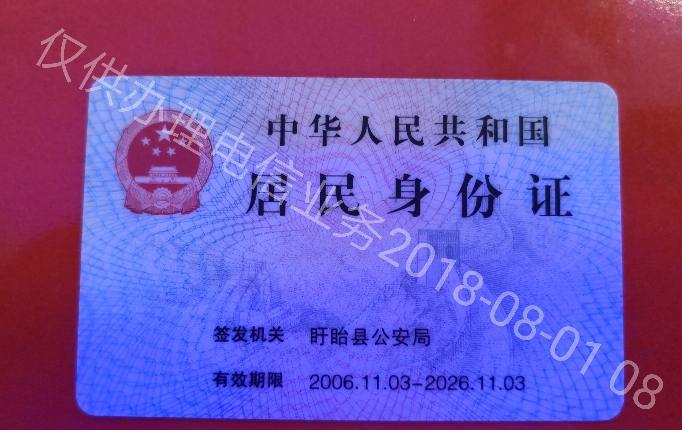 中华人民共和国
居民身份证
签发机关 盱眙县公安局
有效期限 2006.11.03-2026.11.03
仅供办理电信业务2018-08-01 08